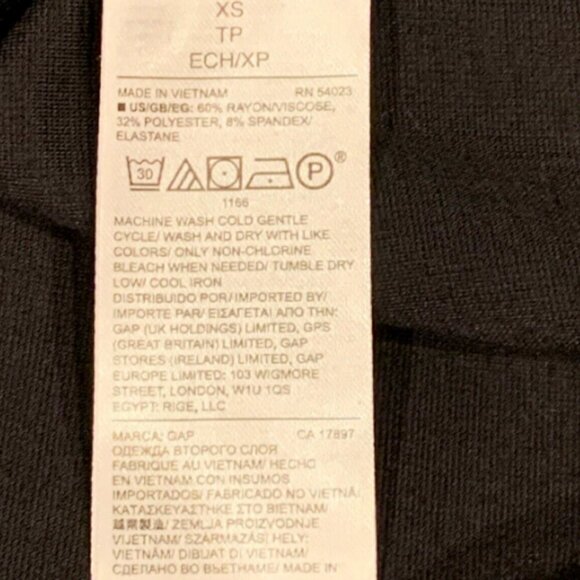 XS
TP
ECH/XP
MADE IN VIETNAM RN 54023
■ US/GB/EG: 60% RAYON/VISCOSE,
32% POLYESTER, 8% SPANDEX/
ELASTANE
30 P ®
1166
MACHINE WASH COLD GENTLE
CYCLE/ WASH AND DRY WITH LIKE
COLORS/ ONLY NON-CHLORINE
BLEACH WHEN NEEDED/ TUMBLE DRY
LOW/ COOL IRON
DISTRIBUIDO POR/ IMPORTED BY/
IMPORTE PAR/ ΕΙΣΑΓΕΤΑΙ ΑΠΟ ΤΗΝ:
GAP (UK HOLDINGS) LIMITED, GPS
(GREAT BRITAIN) LIMITED, GAP
STORES (IRELAND) LIMITED, GAP
EUROPE LIMITED: 103 WIGMORE
STREET, LONDON, W1U 1QS
EGYPT: RIGE, LLC
MARCA: GAP CA 17897
ОДЕЖДА ВТОРОГО СЛОЯ
FABRIQUE AU VIETNAM/ HECHO
EN VIETNAM CON INSUMOS
IMPORTADOS/ FABRICADO NO VIETNÃ/
ΚΑΤΑΣΚΕΥΑΣΤΗΚΕ ΣΤΟ ΒΙΕΤΝΑΜ/
越南製造/ ZEMLJA PROIZVODNJE
VIJETNAM/ SZÁRMAZÁSI HELY:
VIETNÁM/ DIBUAT DI VIETNAM/
СДЕЛАНО ВО ВЬЕТНАМЕ/ MADE IN